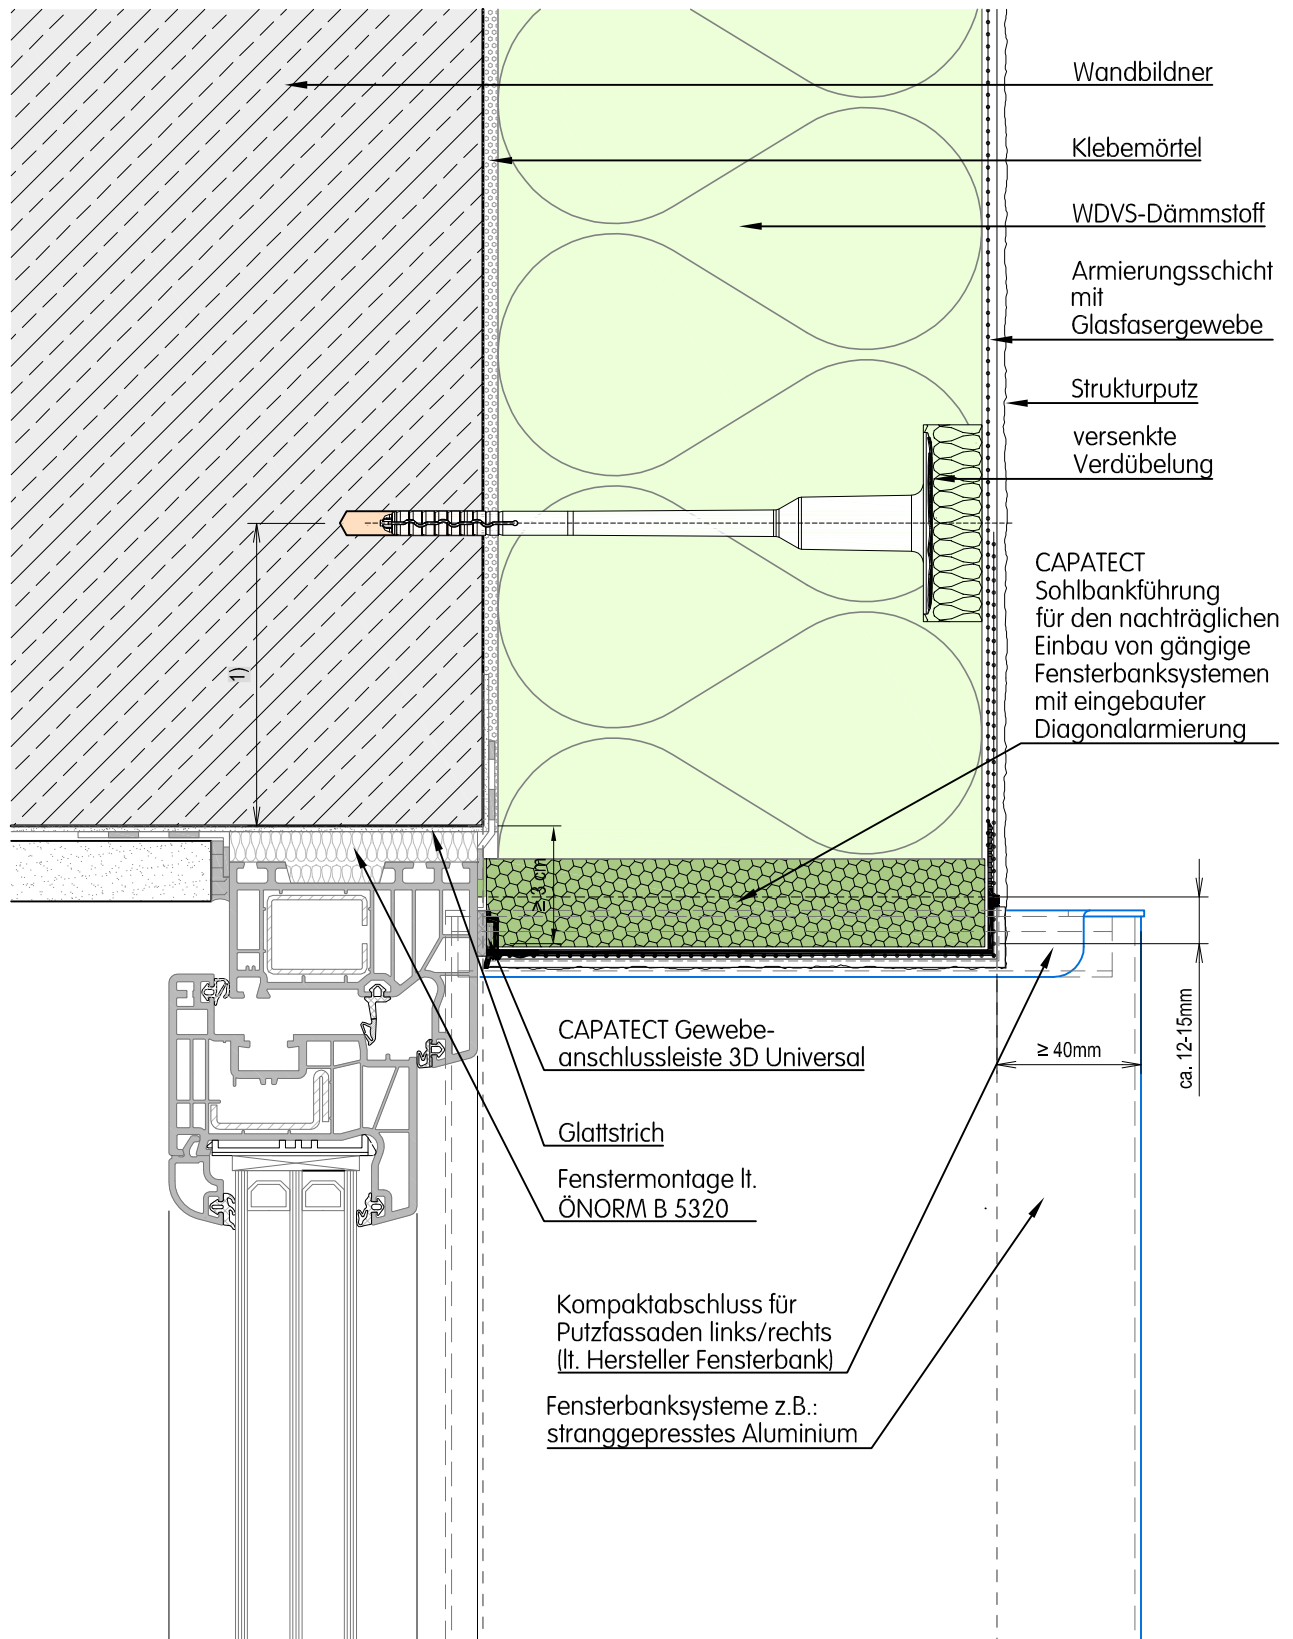 Wandbildner
Klebemörtel
WDVS-Dämmstoff
Armierungsschicht
mit
Glasfasergewebe
Strukturputz
versenkte
Verdübelung
CAPATECT
Sohlbankführung
für den nachträglichen
Einbau von gängige
Fensterbanksystemen
mit eingebauter
Diagonalarmierung
1)
≥ 3 cm
CAPATECT Gewebe-
anschlussleiste 3D Universal
≥ 40mm
ca. 12-15mm
Glattstrich
Fenstermontage lt.
ÖNORM B 5320
Kompaktabschluss für
Putzfassaden links/rechts
(lt. Hersteller Fensterbank)
Fensterbanksysteme z.B.:
stranggepresstes Aluminium